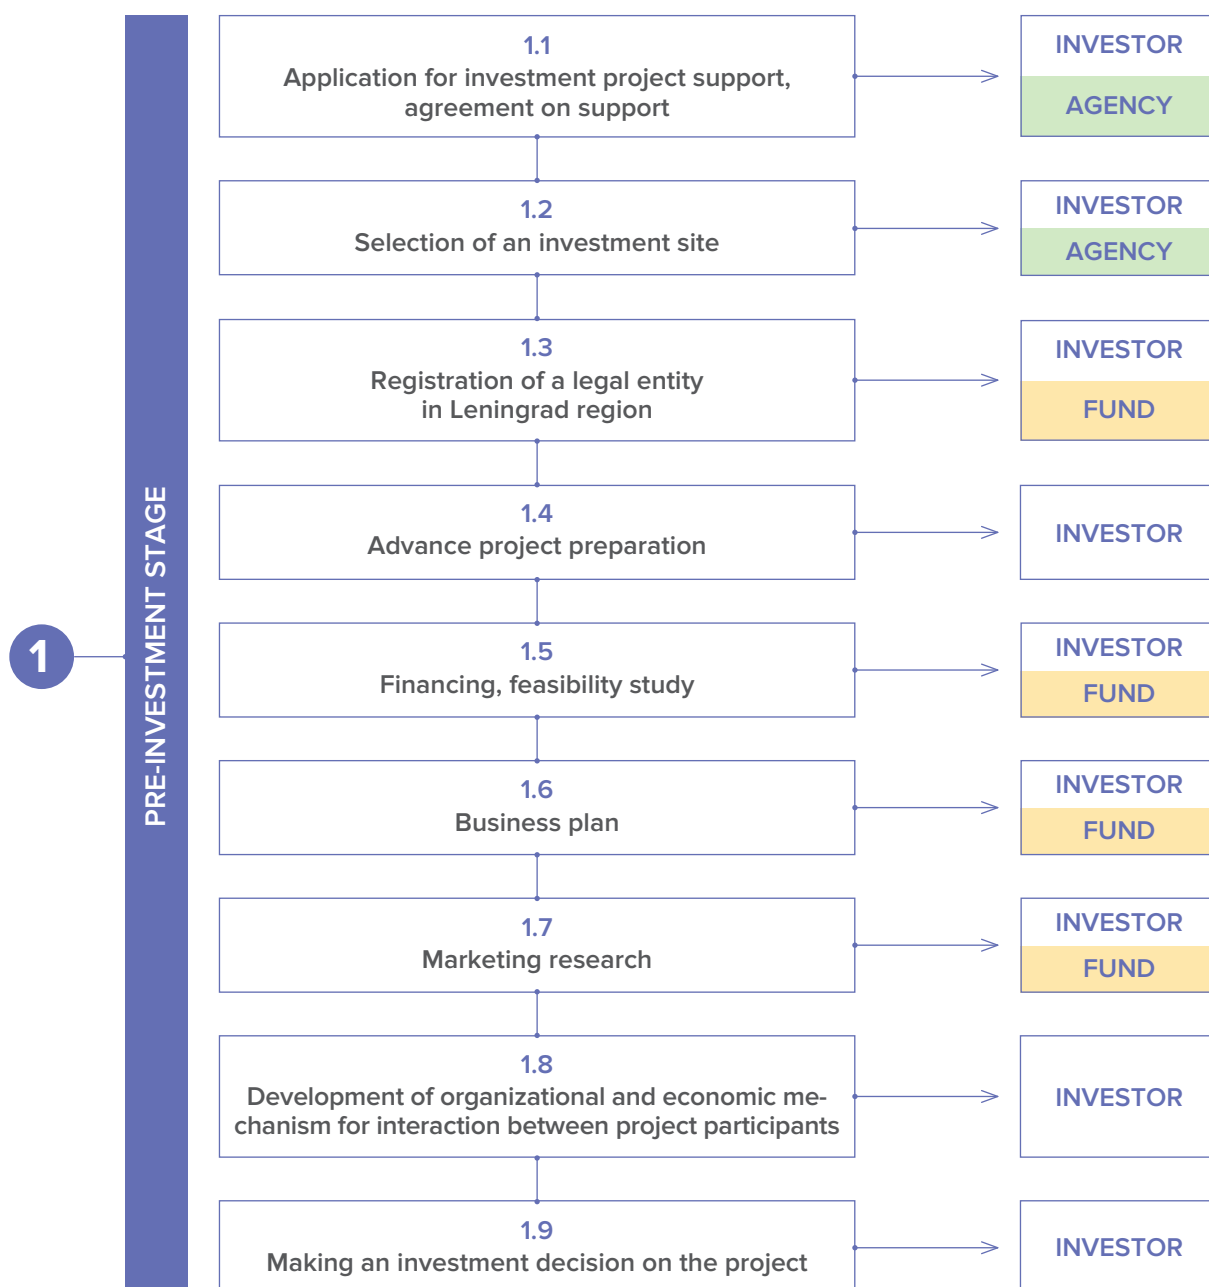 1
PRE-INVESTMENT STAGE
1.1
Application for investment project support,
agreement on support
INVESTOR
AGENCY
1.2
Selection of an investment site
INVESTOR
AGENCY
1.3
Registration of a legal entity
in Leningrad region
INVESTOR
FUND
1.4
Advance project preparation
INVESTOR
1.5
Financing, feasibility study
INVESTOR
FUND
1.6
Business plan
INVESTOR
FUND
1.7
Marketing research
INVESTOR
FUND
1.8
Development of organizational and economic me-
chanism for interaction between project participants
INVESTOR
1.9
Making an investment decision on the project
INVESTOR